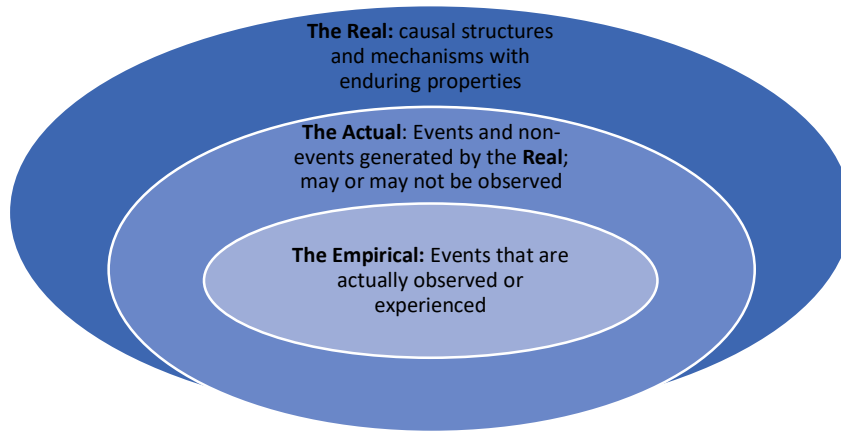 The Real: causal structures
and mechanisms with
enduring properties
The Actual: Events and non-
events generated by the Real;
may or may not be observed
The Empirical: Events that are
actually observed or
experienced